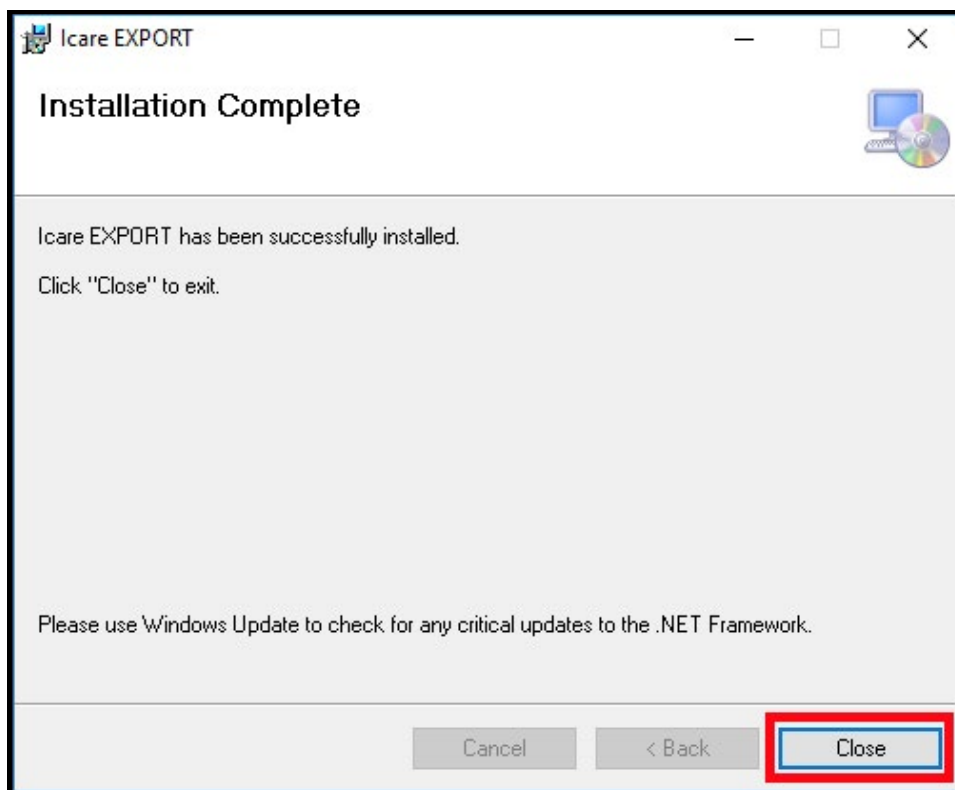 Icare EXPORT
Installation Complete
Icare EXPORT has been successfully installed.
Click "Close" to exit.
Please use Windows Update to check for any critical updates to the .NET Framework.
Cancel
< Back
Close